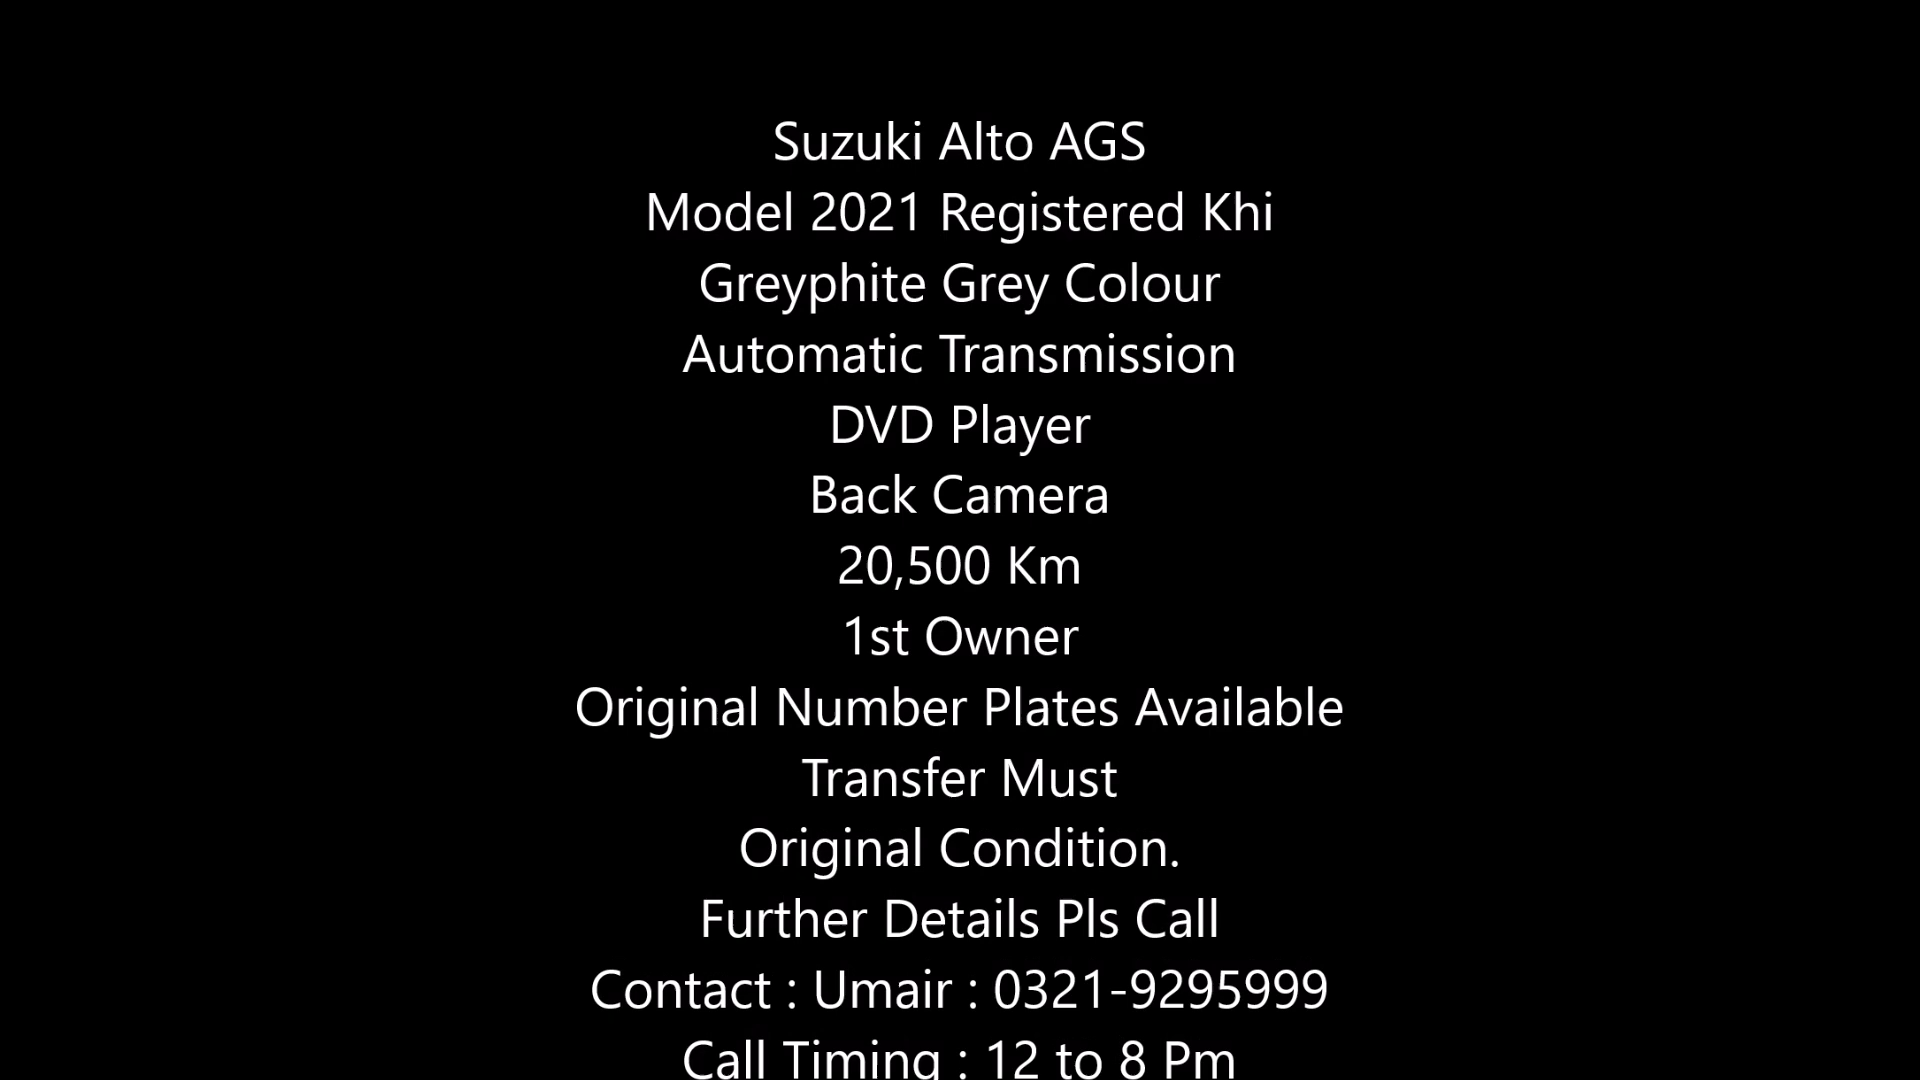 Suzuki Alto AGS
Model 2021 Registered Khi
Greyphite Grey Colour
Automatic Transmission
DVD Player
Back Camera
20,500 Km
1st Owner
Original Number Plates Available
Transfer Must
Original Condition.
Further Details Pls Call
Contact : Umair : 0321-9295999
Call Timing : 12 to 8 Pm